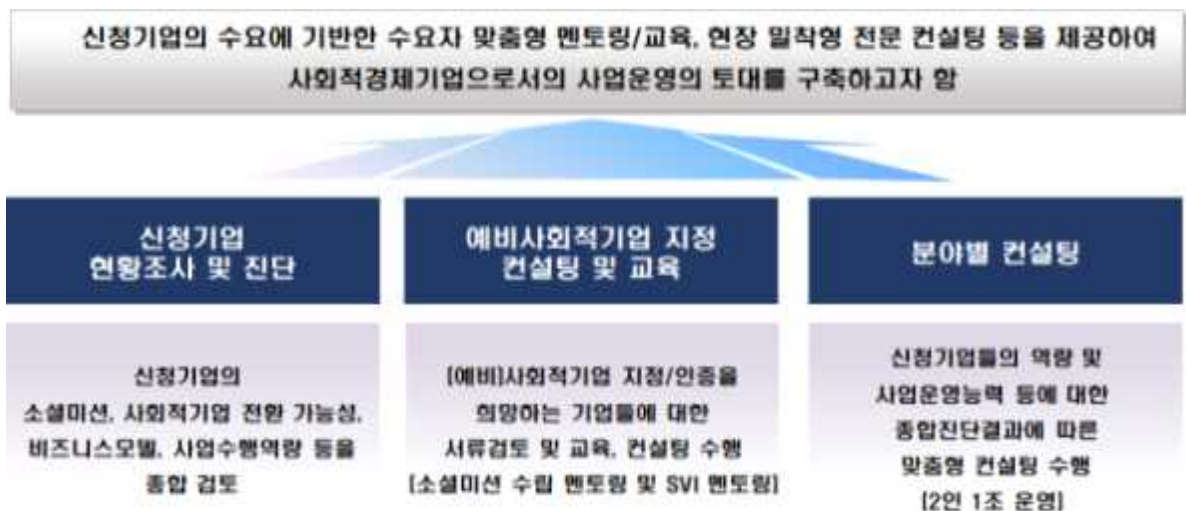 신청기업의 수요에 기반한 수요자 맞춤형 멘토링/교육, 현장 밀착형 전문 컨설팅 등을 제공하여
사회적경제기업으로서의 사업운영의 토대를 구축하고자 함
신청기업
현황조사 및 진단
신청기업의
소셜미션, 사회적기업 전환 가능성,
비즈니스모델, 사업수행역량 등을
종합 검토
예비사회적기업 지정
컨설팅 및 교육
[예비]사회적기업 지정/인증을
희망하는 기업들에 대한
서류검토 및 교육, 컨설팅 수행
[소셜미션 수립 멘토링 및 SVI 멘토링]
분야별 컨설팅
신청기업들의 역량 및
사업운영능력 등에 대한
종합진단결과에 따른
맞춤형 컨설팅 수행
[2인 1조 운영]